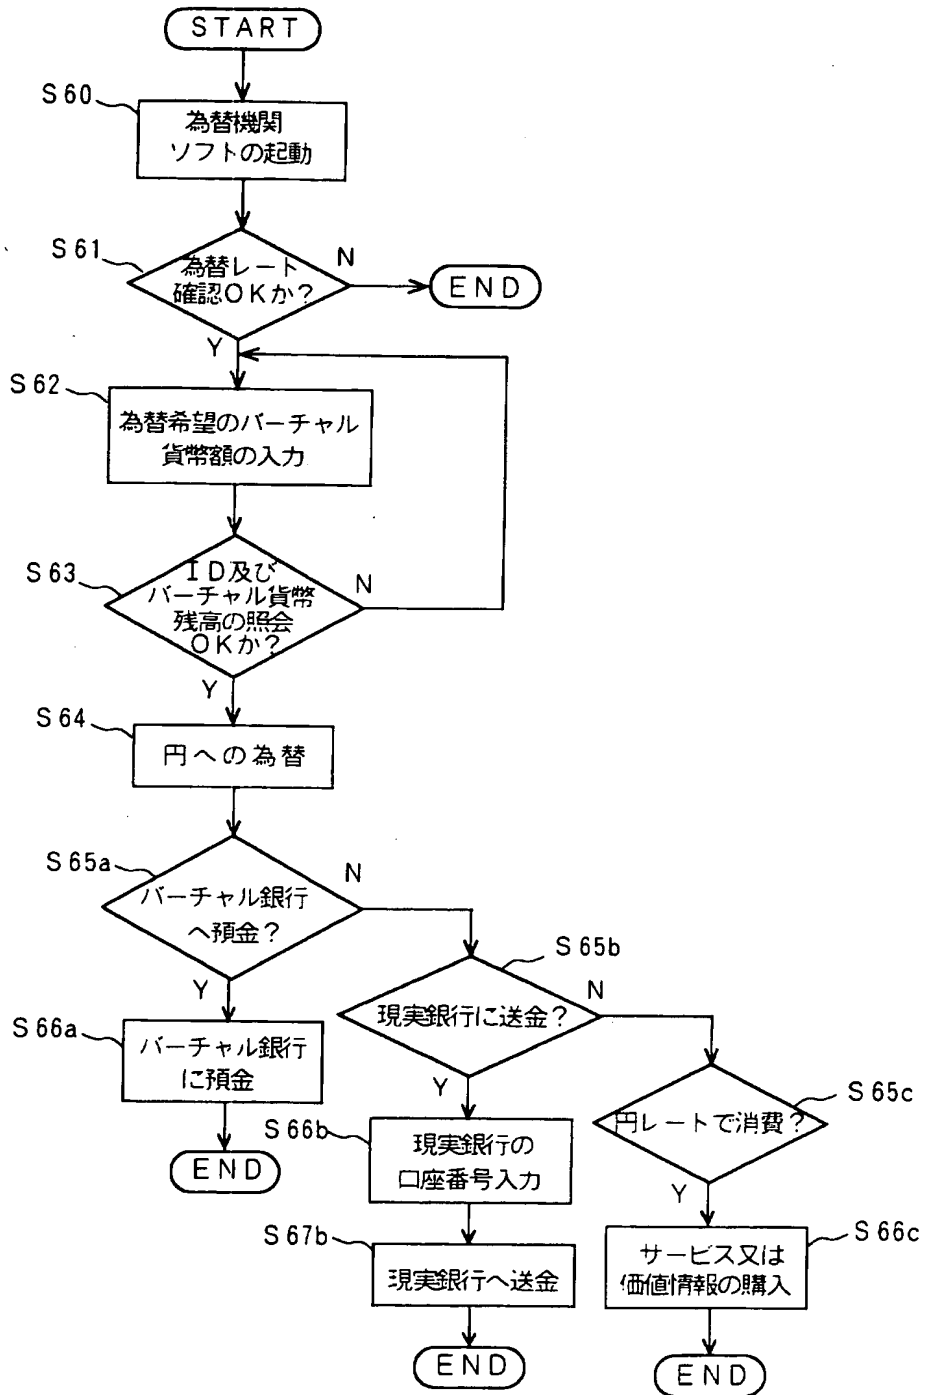 START
S60
為替機関
ソフトの起動
S61
為替レート
確認OKか?
N
END
Y
S62
為替希望のバーチャル
貨幣額の入力
S63
ID及び
バーチャル貨幣
残高の照会
OKか?
N
Y
S64
円への為替
S65a
バーチャル銀行
へ預金?
N
Y
S66a
バーチャル銀行
に預金
END
S65b
現実銀行に送金?
N
Y
S66b
現実銀行の
口座番号入力
S67b
現実銀行へ送金
END
S65c
円レートで消費?
Y
S66c
サービス又は
価値情報の購入
END